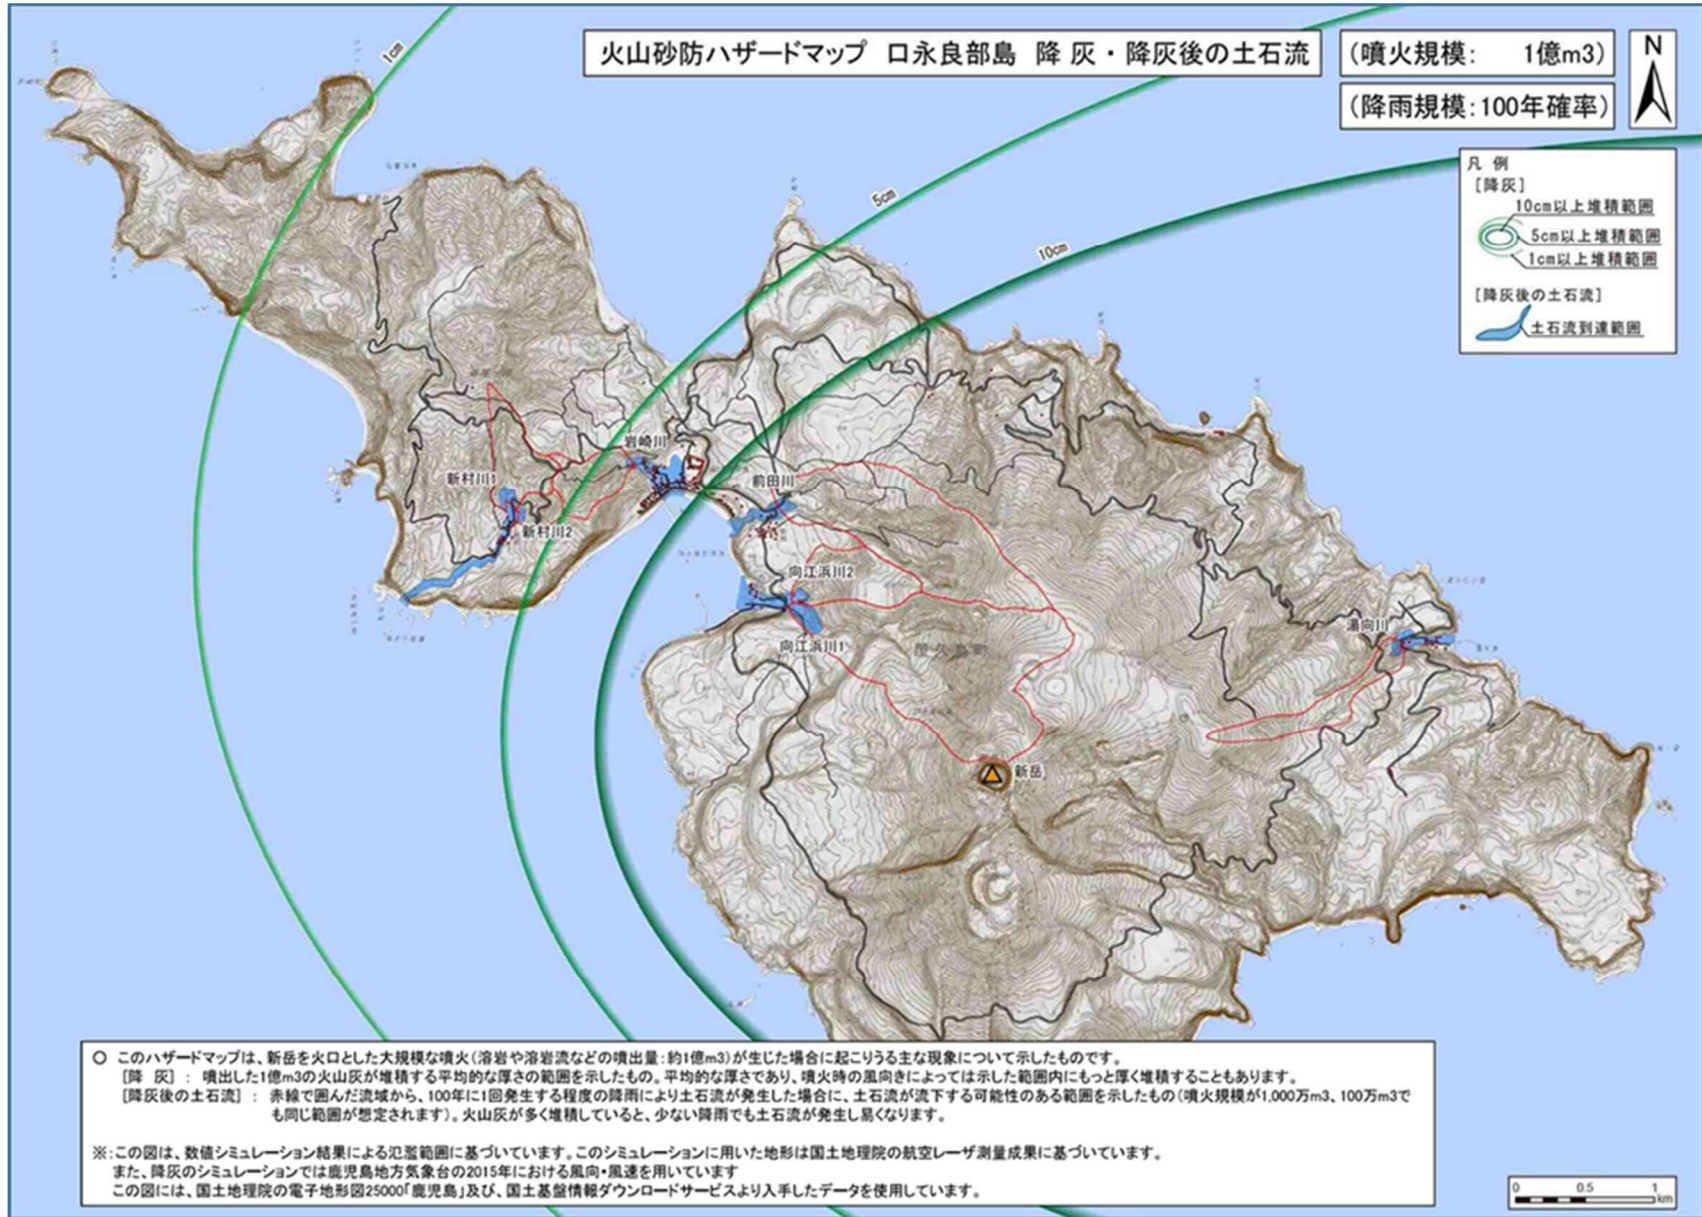 火山砂防ハザードマップ 口永良部島 降 灰 ・ 降灰後の土石流
(噴火規模: 1億m3)
(降雨規模:100年確率)
N
凡 例
[降灰]
10cm以上堆積範囲
5cm以上堆積範囲
1cm以上堆積範囲
[降灰後の土石流]
土石流到達範囲
1cm
5cm
10cm
岩崎川
新村川1
前田川
新村川2
向江浜川2
湯向川
向江浜川1
屋久島町
新岳
○ このハザードマップは、新岳を火口とした大規模な噴火(溶岩や溶岩流などの噴出量:約1億m3)が生じた場合に起こりうる主な現象について示したものです。
[降 灰] : 噴出した1億m3の火山灰が堆積する平均的な厚さの範囲を示したもの。平均的な厚さであり、噴火時の風向きによっては示した範囲内にもっと厚く堆積することもあります。
[降灰後の土石流] : 赤線で囲んだ流域から、100年に1回発生する程度の降雨により土石流が発生した場合に、土石流が流下する可能性のある範囲を示したもの(噴火規模が1,000万m3、100万m3で
も同じ範囲が想定されます)。火山灰が多く堆積していると、少ない降雨でも土石流が発生し易くなります。
※:この図は、数値シミュレーション結果による氾濫範囲に基づいています。このシミュレーションに用いた地形は国土地理院の航空レーザ測量成果に基づいています。
また、降灰のシミュレーションでは鹿児島地方気象台の2015年における風向・風速を用いています
この図には、国土地理院の電子地形図25000「鹿児島」及び、国土基盤情報ダウンロードサービスより入手したデータを使用しています。
0 0.5 1
km